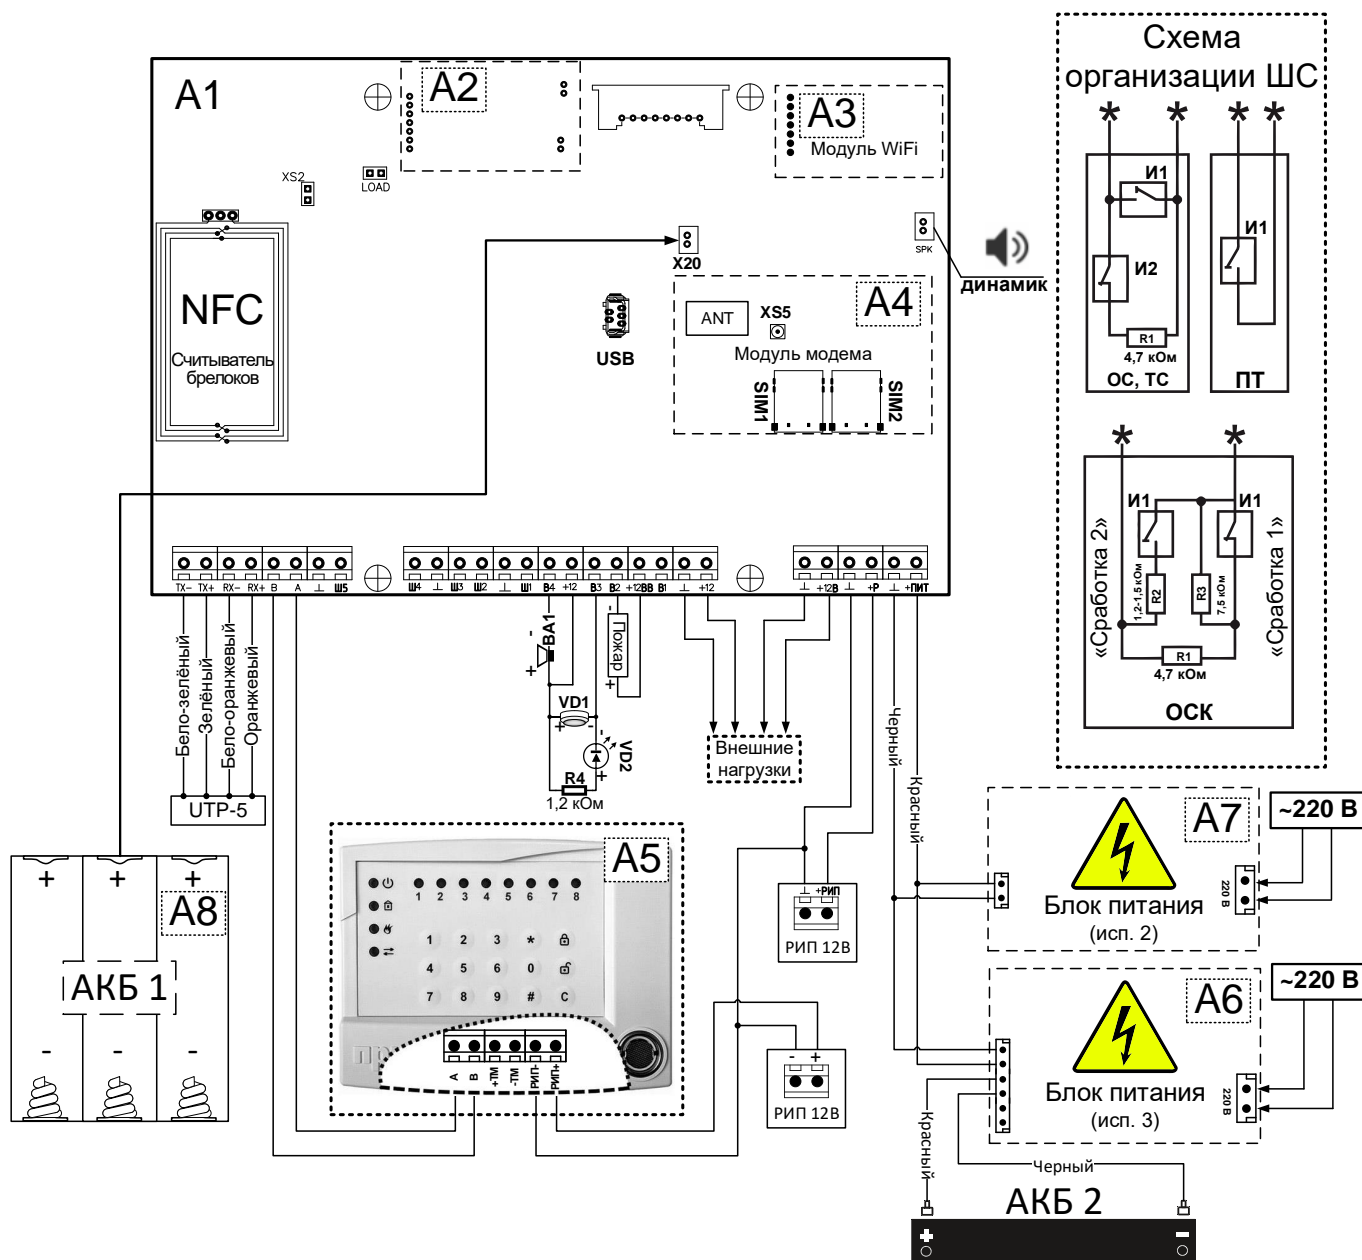 A1
A2
A3
Модуль WiFi
XS2
LOAD
NFC
Считыватель
брелоков
X20
USB
SPK
динамик
A4
ANT
XS5
Модуль модема
SIM1
SIM2
Схема
организации ШС
* * * *
И1
И2
R1
4,7 кОм
ОС, ТС
И1
ПТ
* *
И1
И1
«Сработка 2»
1,2-1,5 кОм
R2
R3
7,5 кОм
«Сработка 1»
R1
4,7 кОм
ОСК
TX- TX+ RX- RX+ B A ⊥ Ш5
Ш4 ⊥ Ш3 Ш2 ⊥ Ш1 В4 +12 В3 В2 +12ВВ В1 ⊥ +12
⊥ +12В ⊥ +Р ⊥ +ПИТ
Бело-зелёный
Зелёный
Бело-оранжевый
Оранжевый
UTP-5
- BA1
+
VD1
+ -
- VD2
+
R4
1,2 кОм
- Пожар +
Внешние
нагрузки
Черный
Красный
⊥ +РИП
РИП 12В
- +
РИП 12В
A5
1 2 3 4 5 6 7 8
1 2 3 *
4 5 6 0
7 8 9 # C
ПР
A B +ТМ -ТМ РИП- РИП+
+ + +
A8
АКБ 1
- - -
A7
Блок питания
(исп. 2)
220 В
~220 В
A6
Блок питания
(исп. 3)
220 В
~220 В
Красный
Черный
АКБ 2
+ -